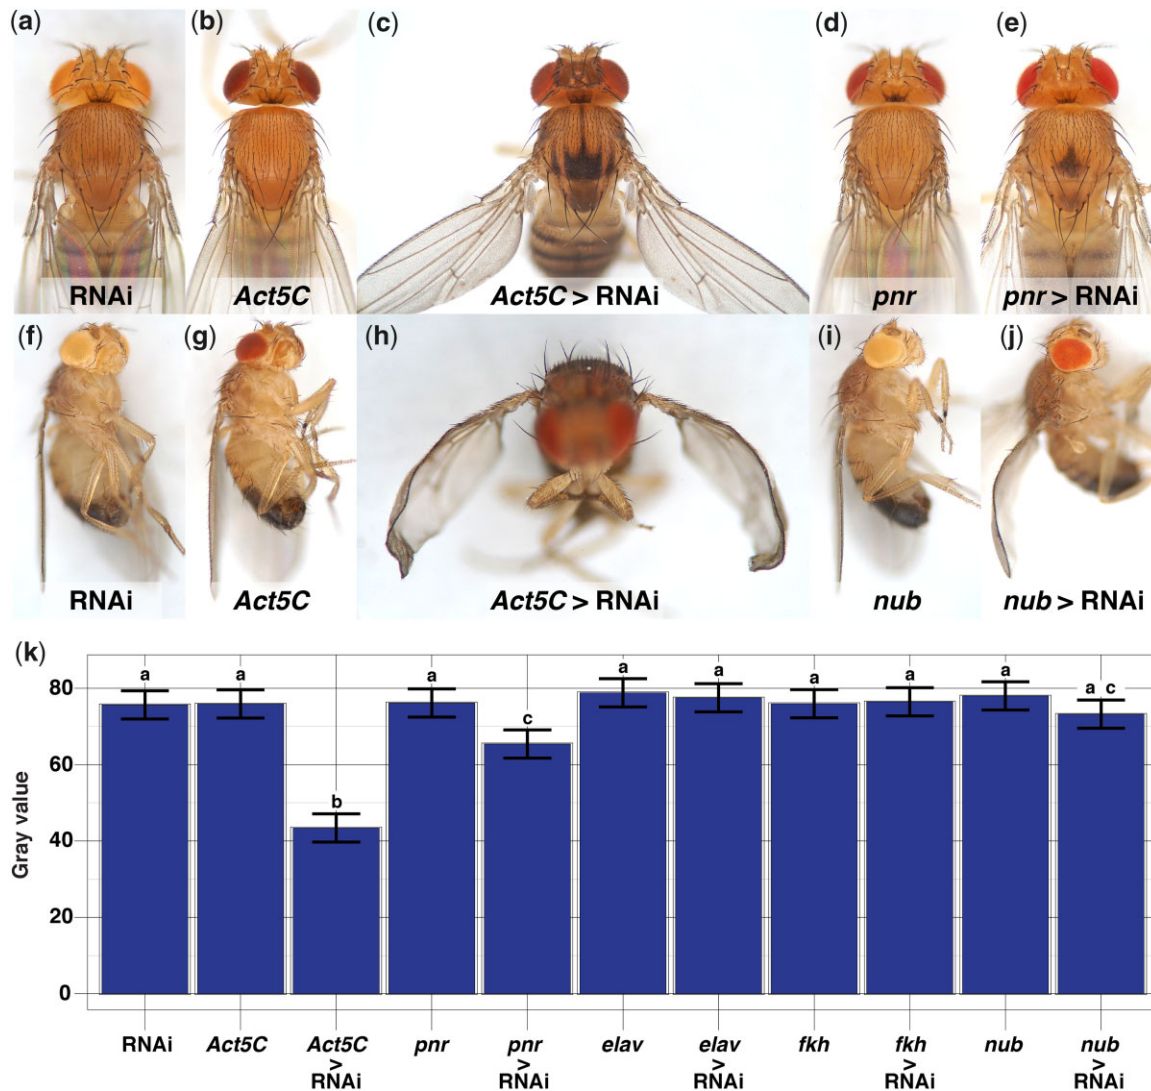 (a)
(b)
(c)
(d)
(e)
RNAi
Act5C
Act5C > RNAi
pnr
pnr > RNAi
(f)
(g)
(h)
(i)
(j)
RNAi
Act5C
Act5C > RNAi
nub
nub > RNAi
(k)
a
a
b
a
c
a
a
a
a
a
a c
80
60
40
20
0
Gray value
RNAi
Act5C
Act5C > RNAi
pnr
pnr > RNAi
elav
elav > RNAi
fkh
fkh > RNAi
nub
nub > RNAi